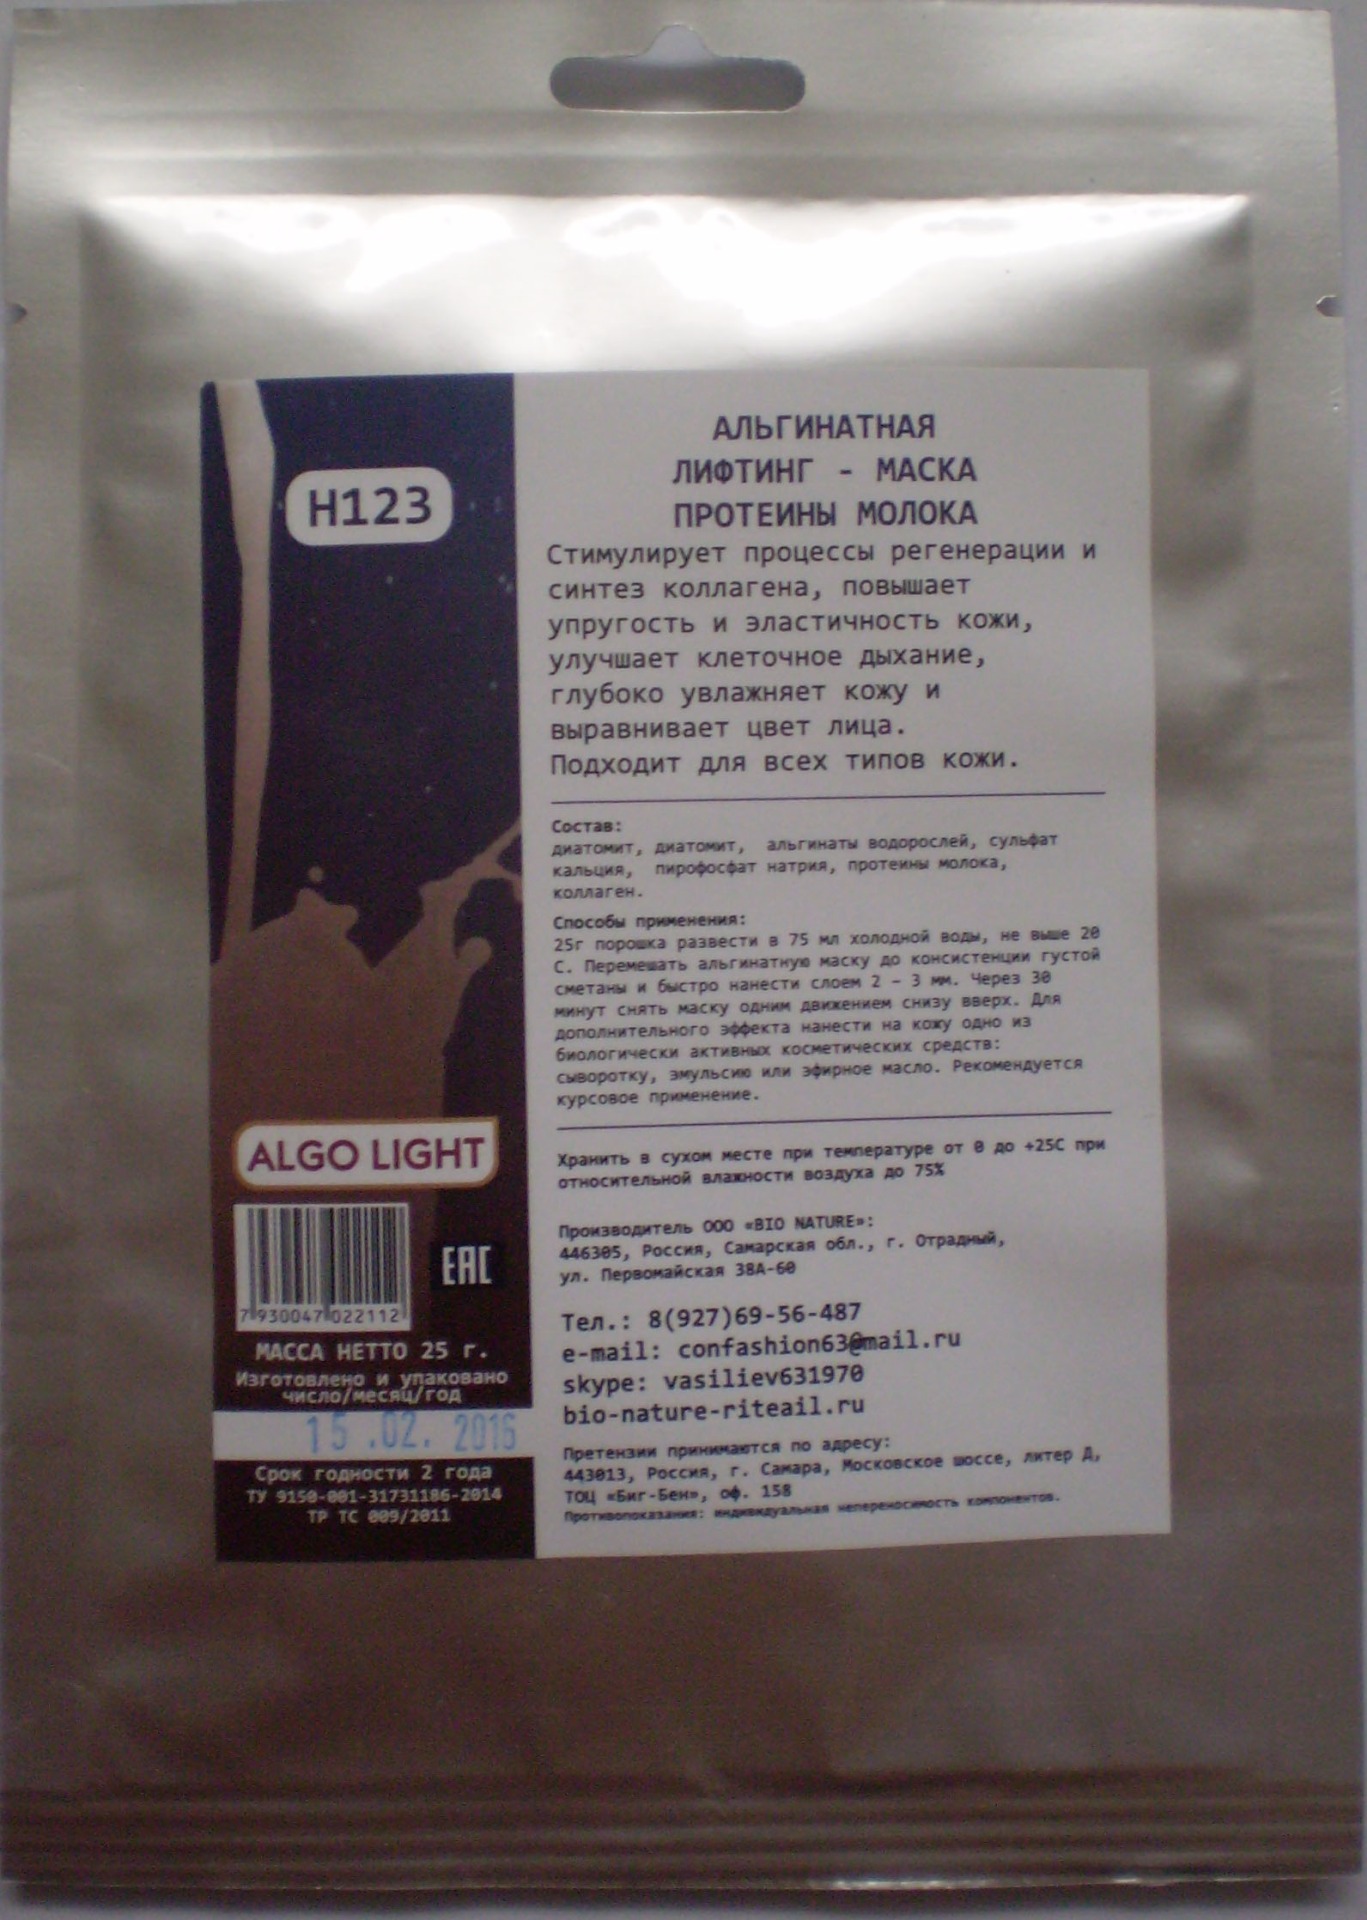 H123
ALGO LIGHT
EAC
7 930047 022112
МАССА НЕТТО 25 г.
Изготовлено и упаковано
число/месяц/год
15 .02. 2016
Срок годности 2 года
ТУ 9150-001-31731186-2014
ТР ТС 009/2011
АЛЬГИНАТНАЯ
ЛИФТИНГ - МАСКА
ПРОТЕИНЫ МОЛОКА
Стимулирует процессы регенерации и
синтез коллагена, повышает
упругость и эластичность кожи,
улучшает клеточное дыхание,
глубоко увлажняет кожу и
выравнивает цвет лица.
Подходит для всех типов кожи.
Состав:
диатомит, диатомит, альгинаты водорослей, сульфат
кальция, пирофосфат натрия, протеины молока,
коллаген.
Способы применения:
25г порошка развести в 75 мл холодной воды, не выше 20
С. Перемешать альгинатную маску до консистенции густой
сметаны и быстро нанести слоем 2 – 3 мм. Через 30
минут снять маску одним движением снизу вверх. Для
дополнительного эффекта нанести на кожу одно из
биологически активных косметических средств:
сыворотку, эмульсию или эфирное масло. Рекомендуется
курсовое применение.
Хранить в сухом месте при температуре от 0 до +25С при
относительной влажности воздуха до 75%
Производитель ООО «BIO NATURE»:
446305, Россия, Самарская обл., г. Отрадный,
ул. Первомайская 38А-60
Тел.: 8(927)69-56-487
e-mail: confashion63@mail.ru
skype: vasiliev631970
bio-nature-riteail.ru
Претензии принимаются по адресу:
443013, Россия, г. Самара, Московское шоссе, литер Д,
ТОЦ «Биг-Бен», оф. 158
Противопоказания: индивидуальная непереносимость компонентов.